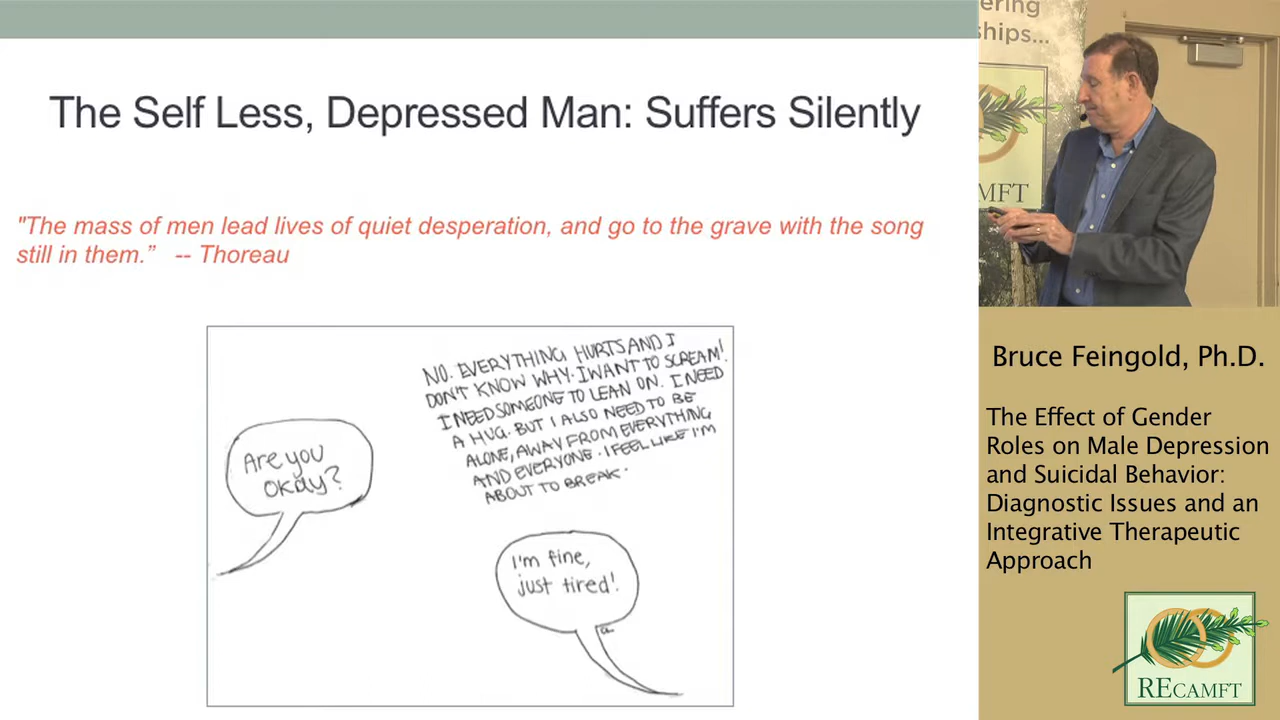 The Self Less, Depressed Man: Suffers Silently
"The mass of men lead lives of quiet desperation, and go to the grave with the song
still in them.” -- Thoreau
Are you
okay?
NO. EVERYTHING HURTS AND I
DON'T KNOW WHY. I WANT TO SCREAM!
I NEED SOMEONE TO LEAN ON. I NEED
A HUG. BUT I ALSO NEED TO BE
ALONE, AWAY FROM EVERYTHING
AND EVERYONE. I FEEL LIKE I'M
ABOUT TO BREAK.
I'm fine,
just tired!
ering
ships...
MFT
Bruce Feingold, Ph.D.
The Effect of Gender
Roles on Male Depression
and Suicidal Behavior:
Diagnostic Issues and an
Integrative Therapeutic
Approach
RECAMFT